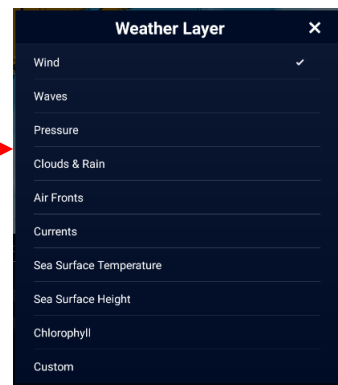 Weather Layer
Wind
Waves
Pressure
Clouds & Rain
Air Fronts
Currents
Sea Surface Temperature
Sea Surface Height
Chlorophyll
Custom